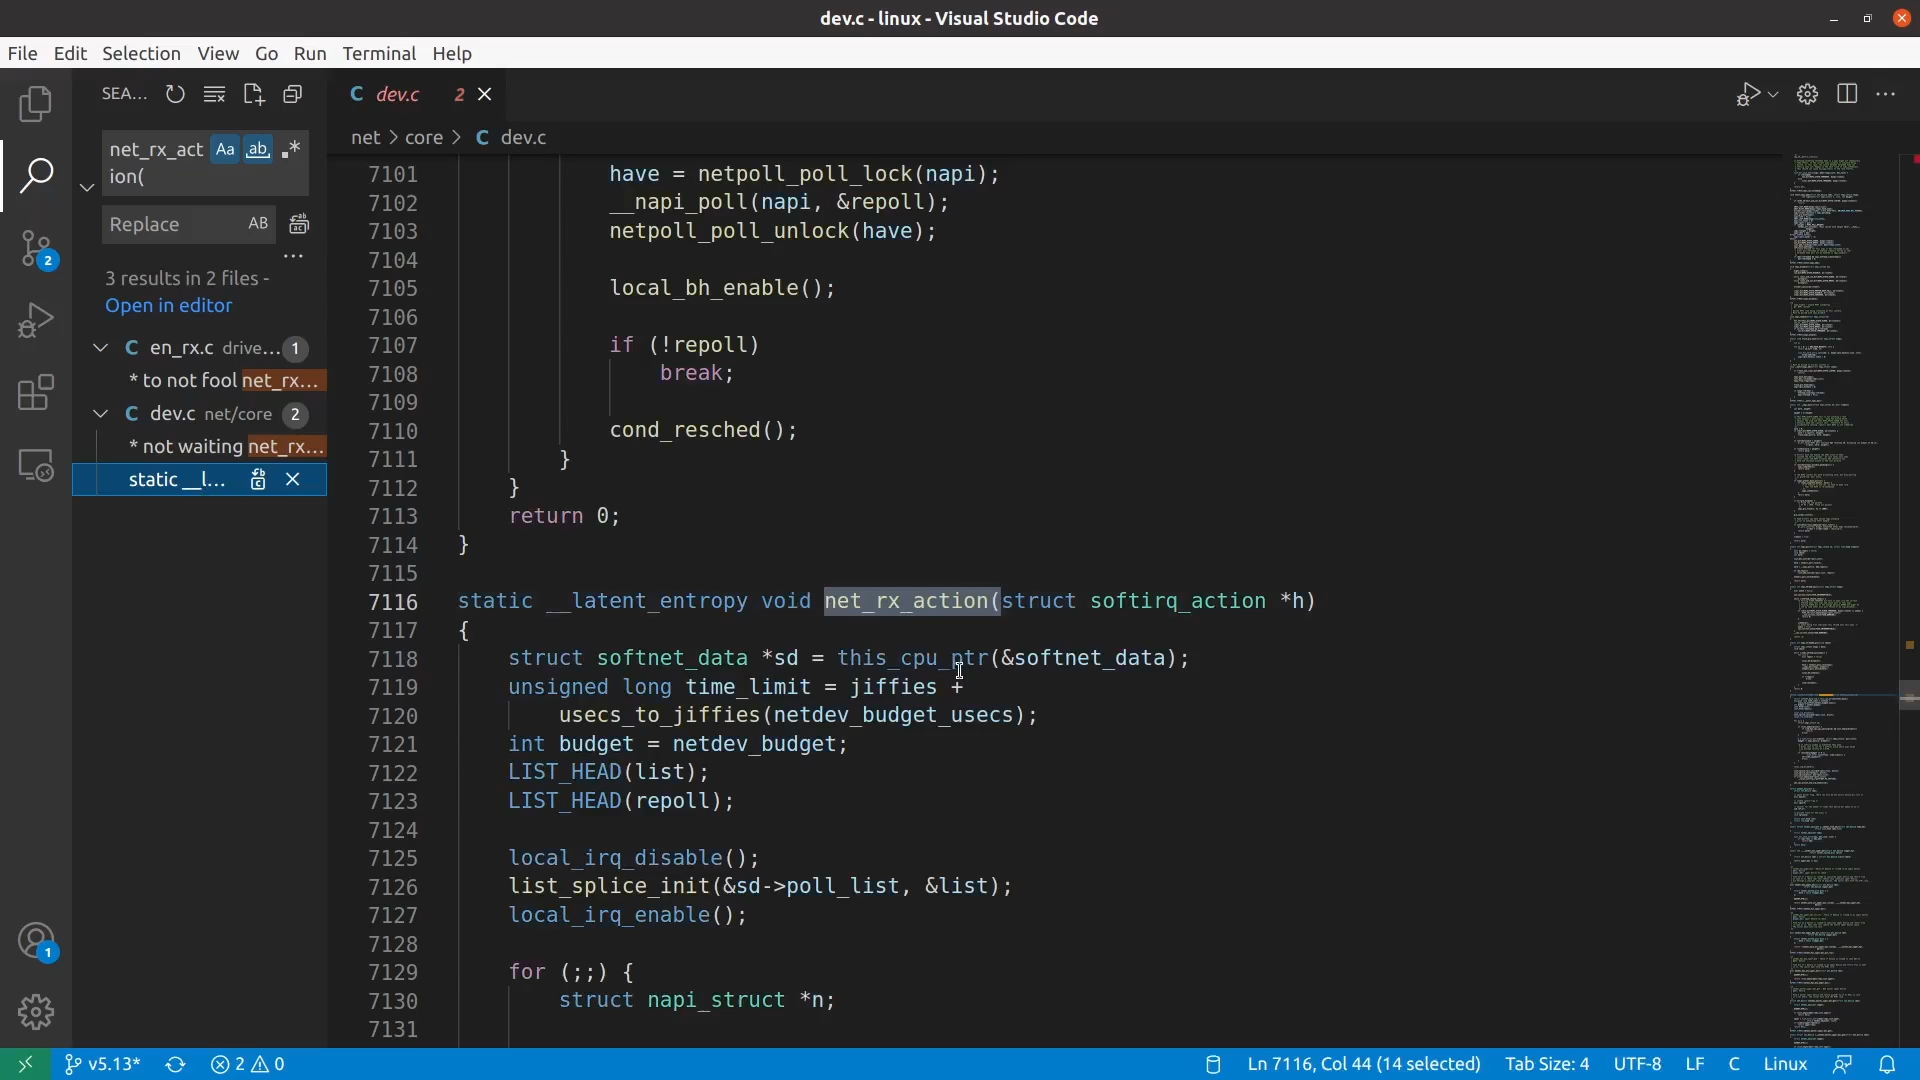 dev.c - linux - Visual Studio Code
File Edit Selection View Go Run Terminal Help
SEA...
C dev.c 2
net_rx_act
ion(
Aa ab .*
Replace AB
3 results in 2 files -
Open in editor
C en_rx.c drive... 1
* to not fool net_rx...
C dev.c net/core 2
* not waiting net_rx...
static __l...
2
1
net > core > C dev.c
7101 have = netpoll_poll_lock(napi);
7102 __napi_poll(napi, &repoll);
7103 netpoll_poll_unlock(have);
7104
7105 local_bh_enable();
7106
7107 if (!repoll)
7108 break;
7109
7110 cond_resched();
7111 }
7112 }
7113 return 0;
7114 }
7115
7116 static __latent_entropy void net_rx_action(struct softirq_action *h)
7117 {
7118 struct softnet_data *sd = this_cpu_ptr(&softnet_data);
7119 unsigned long time_limit = jiffies +
7120 usecs_to_jiffies(netdev_budget_usecs);
7121 int budget = netdev_budget;
7122 LIST_HEAD(list);
7123 LIST_HEAD(repoll);
7124
7125 local_irq_disable();
7126 list_splice_init(&sd->poll_list, &list);
7127 local_irq_enable();
7128
7129 for (;;) {
7130 struct napi_struct *n;
7131
v5.13* 2 0 Ln 7116, Col 44 (14 selected) Tab Size: 4 UTF-8 LF C Linux